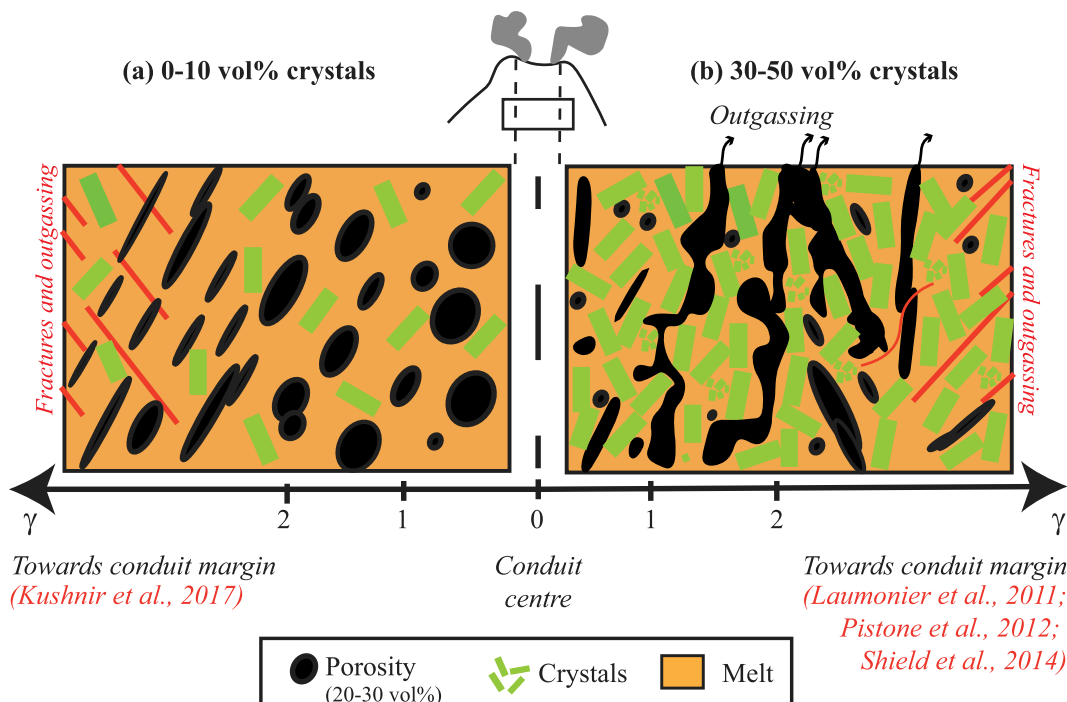 (a) 0-10 vol% crystals
(b) 30-50 vol% crystals
Outgassing
Fractures and outgassing
Fractures and outgassing
γ
2
1
0
1
2
γ
Towards conduit margin
(Kushnir et al., 2017)
Conduit
centre
Towards conduit margin
(Laumonier et al., 2011;
Pistone et al., 2012;
Shield et al., 2014)
Porosity
(20-30 vol%)
Crystals
Melt